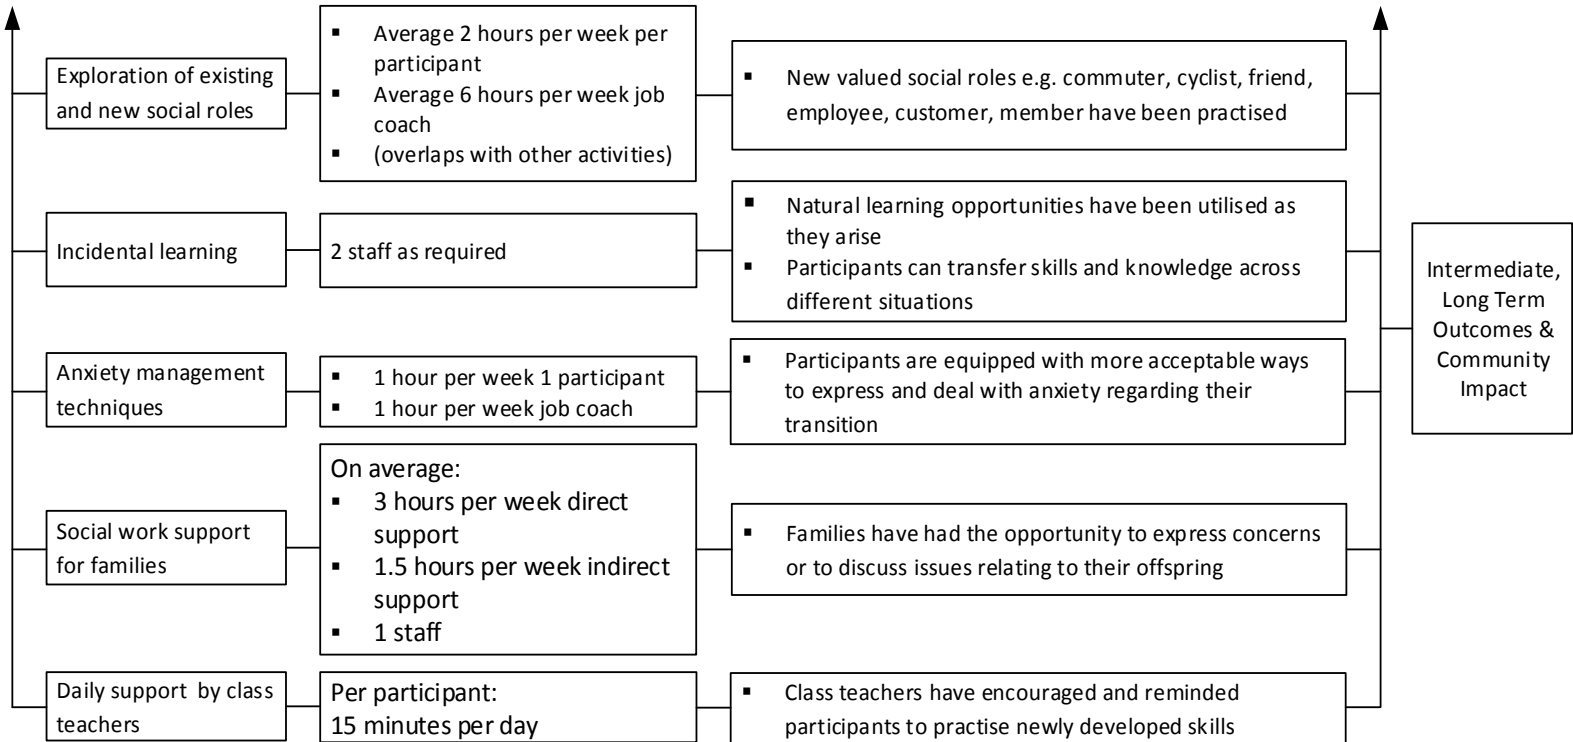 Exploration of existing
and new social roles
▪ Average 2 hours per week per
participant
▪ Average 6 hours per week job
coach
▪ (overlaps with other activities)
▪ New valued social roles e.g. commuter, cyclist, friend,
employee, customer, member have been practised
Incidental learning
2 staff as required
▪ Natural learning opportunities have been utilised as
they arise
▪ Participants can transfer skills and knowledge across
different situations
Anxiety management
techniques
▪ 1 hour per week 1 participant
▪ 1 hour per week job coach
▪ Participants are equipped with more acceptable ways
to express and deal with anxiety regarding their
transition
Social work support
for families
On average:
▪ 3 hours per week direct
support
▪ 1.5 hours per week indirect
support
▪ 1 staff
▪ Families have had the opportunity to express concerns
or to discuss issues relating to their offspring
Daily support by class
teachers
Per participant:
15 minutes per day
▪ Class teachers have encouraged and reminded
participants to practise newly developed skills
Intermediate,
Long Term
Outcomes &
Community
Impact